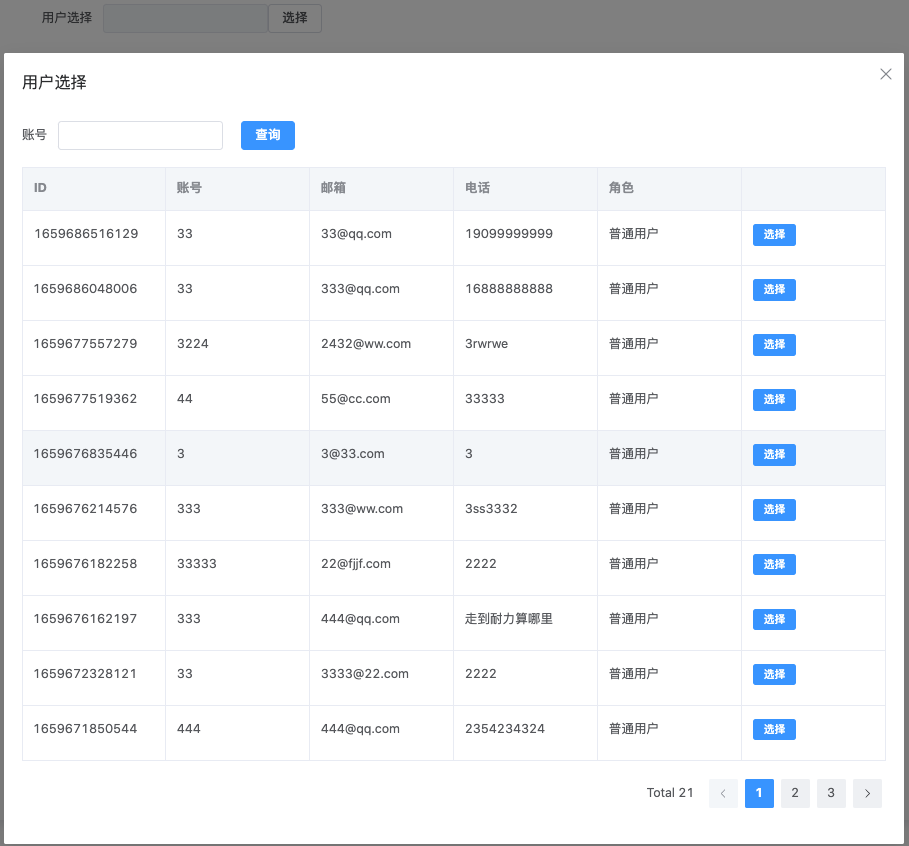 用户选择 选择
用户选择
账号 查询
ID 账号 邮箱 电话 角色
1659686516129 33 33@qq.com 19099999999 普通用户 选择
1659686048006 33 333@qq.com 16888888888 普通用户 选择
1659677557279 3224 2432@ww.com 3rwrwe 普通用户 选择
1659677519362 44 55@cc.com 33333 普通用户 选择
1659676835446 3 3@33.com 3 普通用户 选择
1659676214576 333 333@ww.com 3ss3332 普通用户 选择
1659676182258 33333 22@fjjf.com 2222 普通用户 选择
1659676162197 333 444@qq.com 走到耐力算哪里 普通用户 选择
1659672328121 33 3333@22.com 2222 普通用户 选择
1659671850544 444 444@qq.com 2354234324 普通用户 选择
Total 21 1 2 3